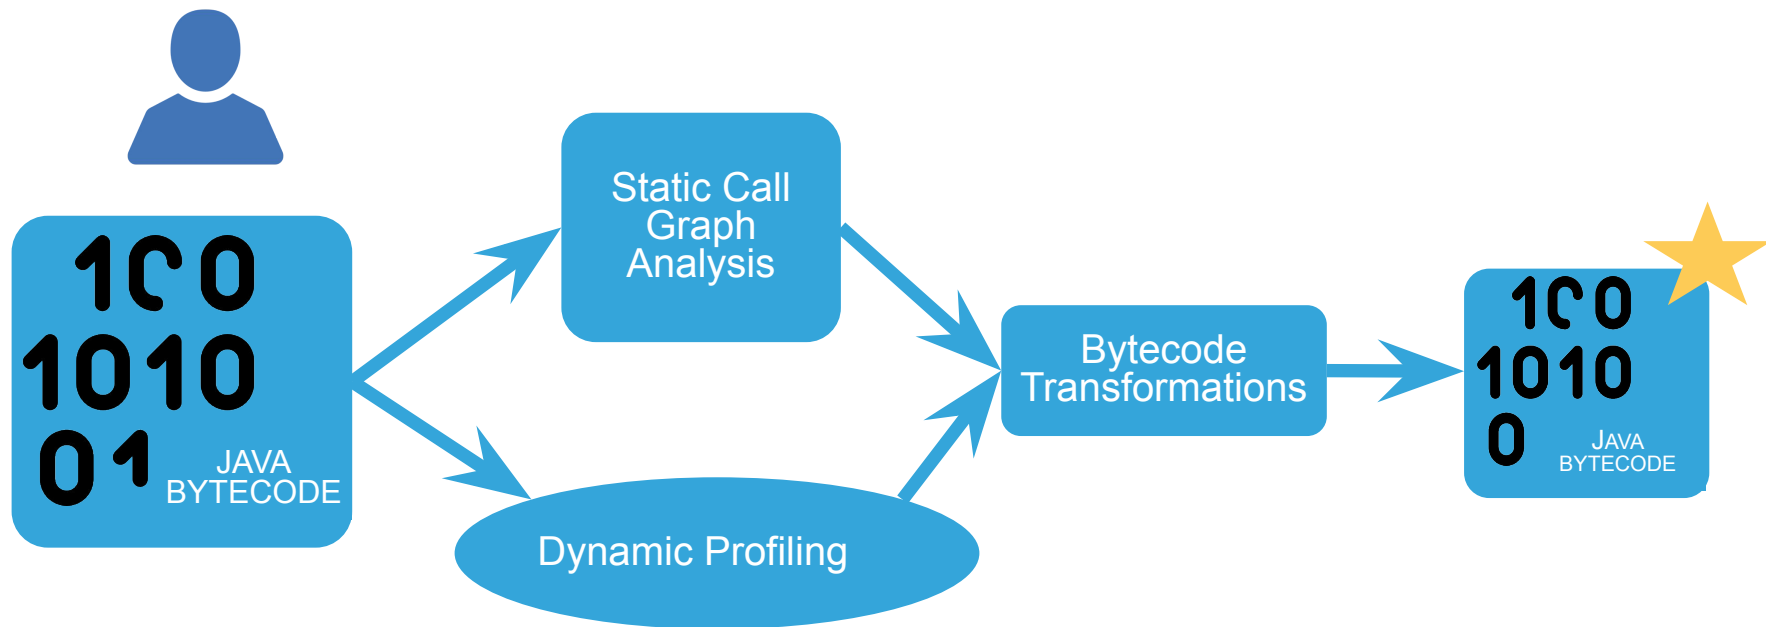 100
1010
01
JAVA
BYTECODE
Static Call
Graph
Analysis
Dynamic Profiling
Bytecode
Transformations
100
1010
0
JAVA
BYTECODE